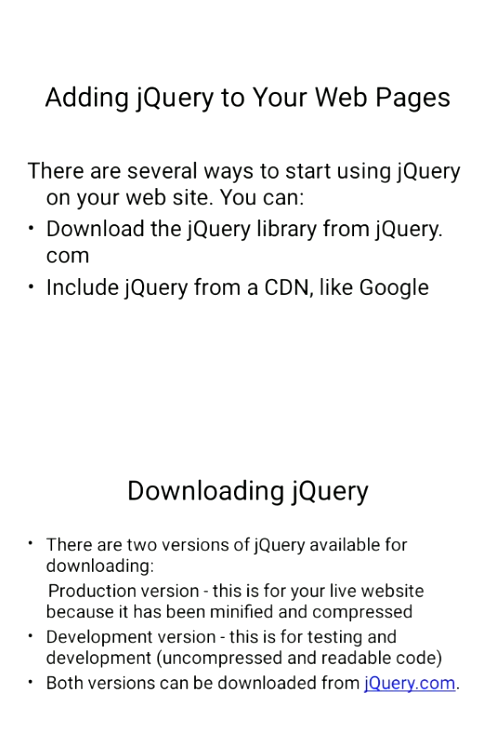 Adding jQuery to Your Web Pages
There are several ways to start using jQuery
on your web site. You can:
• Download the jQuery library from jQuery.
com
• Include jQuery from a CDN, like Google
Downloading jQuery
• There are two versions of jQuery available for
downloading:
Production version - this is for your live website
because it has been minified and compressed
• Development version - this is for testing and
development (uncompressed and readable code)
• Both versions can be downloaded from jQuery.com.